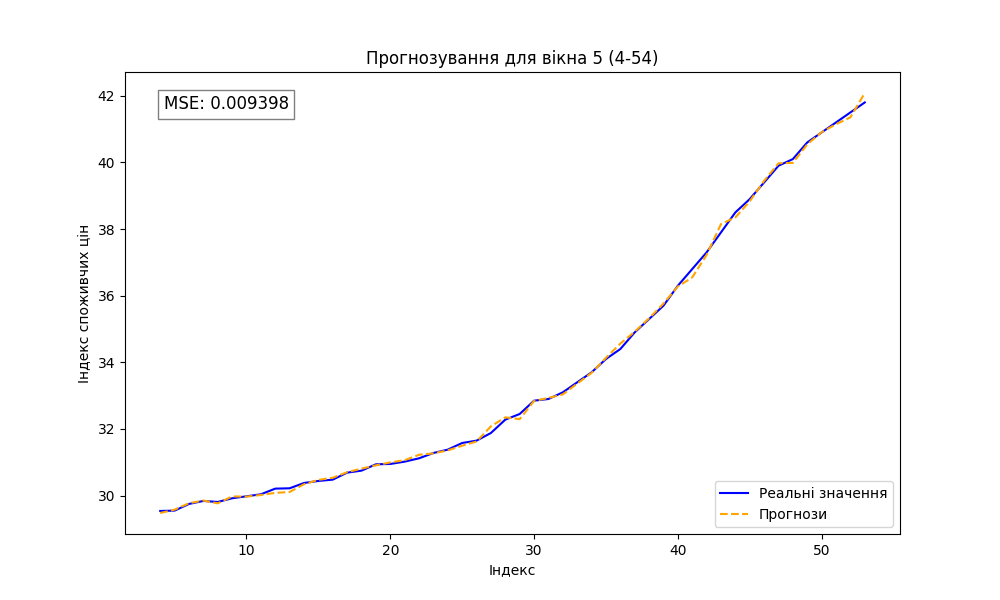 Прогнозування для вікна 5 (4-54)
MSE: 0.009398
42
40
38
36
34
32
30
Індекс споживчих цін
10
20
30
40
50
Індекс
Реальні значення
Прогнози